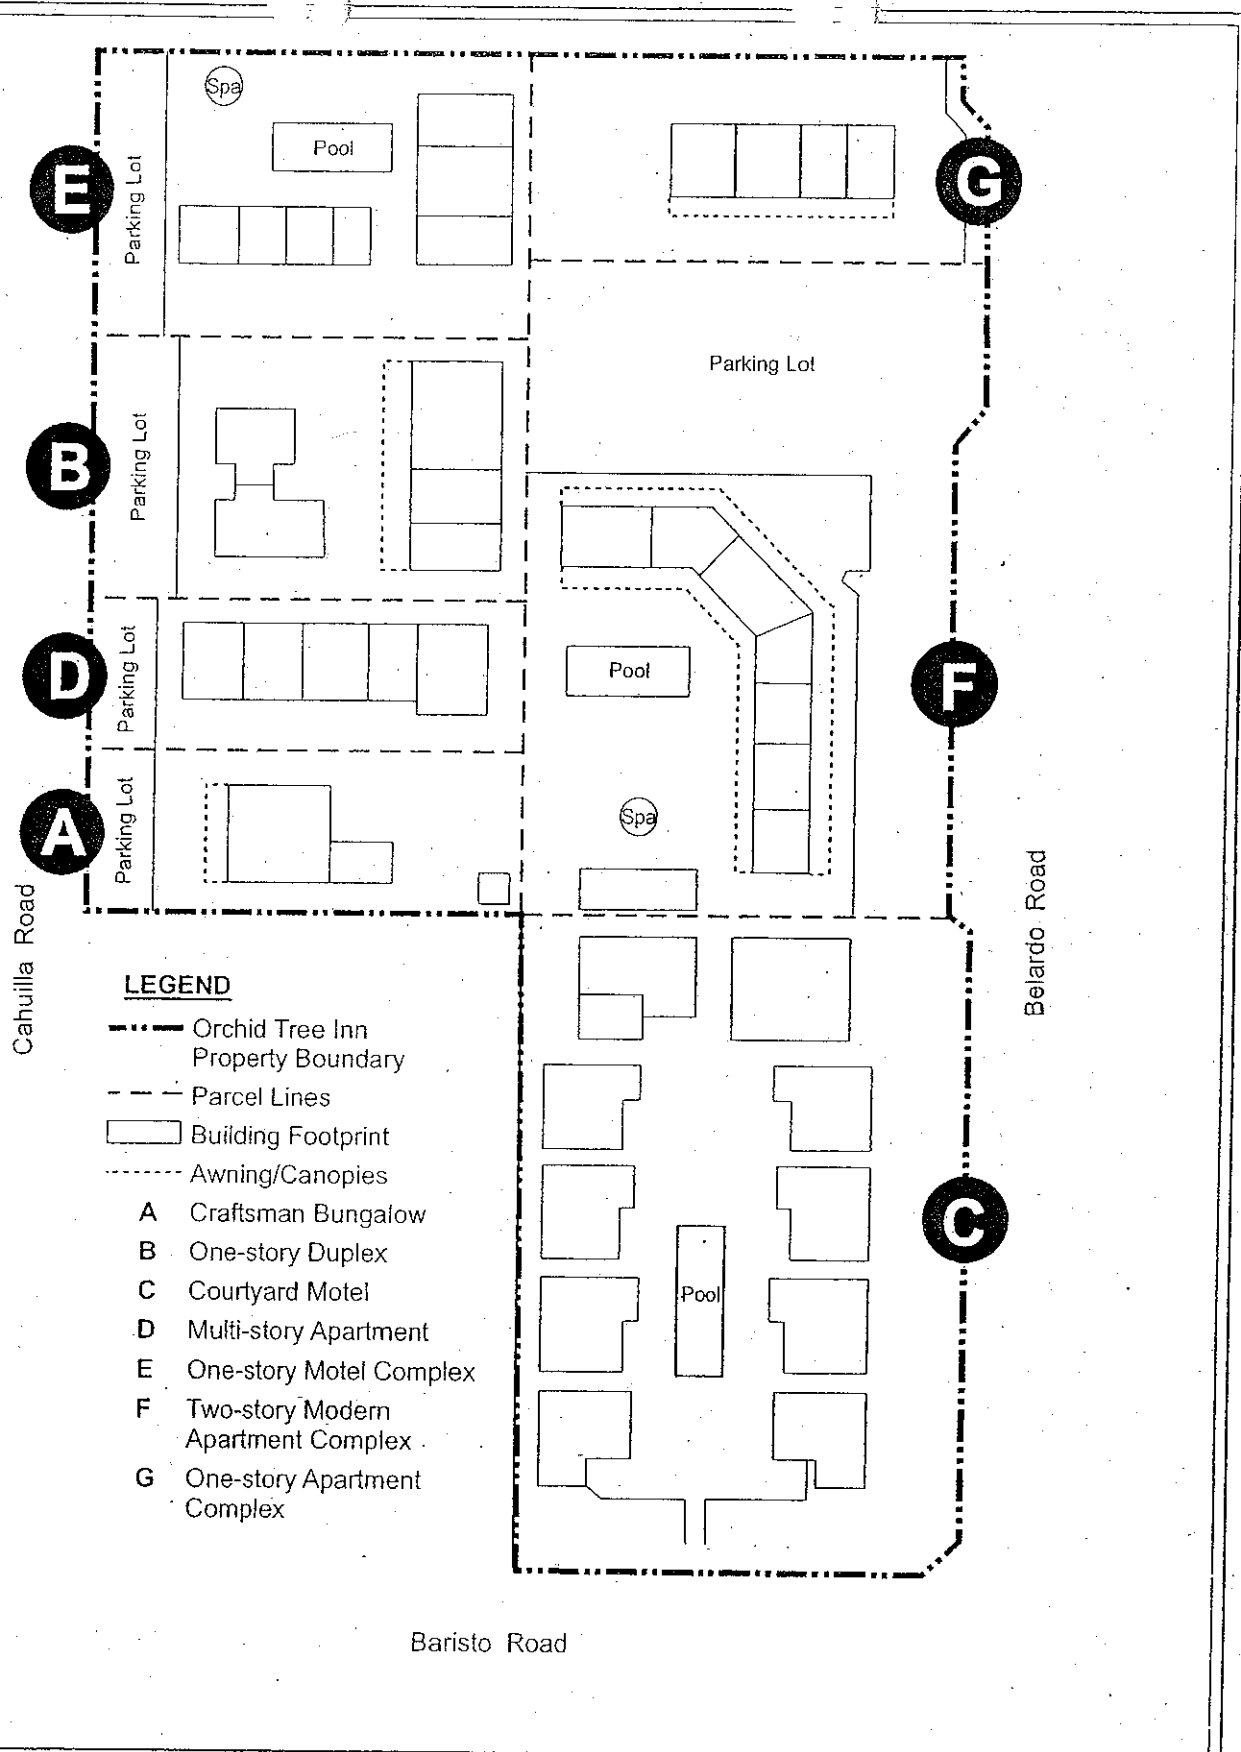 Spa
Pool
Parking Lot
E
G
Parking Lot
Parking Lot
B
Parking Lot
D
Pool
F
Parking Lot
A
Spa
Cahuilla Road
Belardo Road
LEGEND
Orchid Tree Inn
Property Boundary
Parcel Lines
Building Footprint
Awning/Canopies
A Craftsman Bungalow
B One-story Duplex
C Courtyard Motel
D Multi-story Apartment
E One-story Motel Complex
F Two-story Modern
Apartment Complex
G One-story Apartment
Complex
C
Pool
Baristo Road